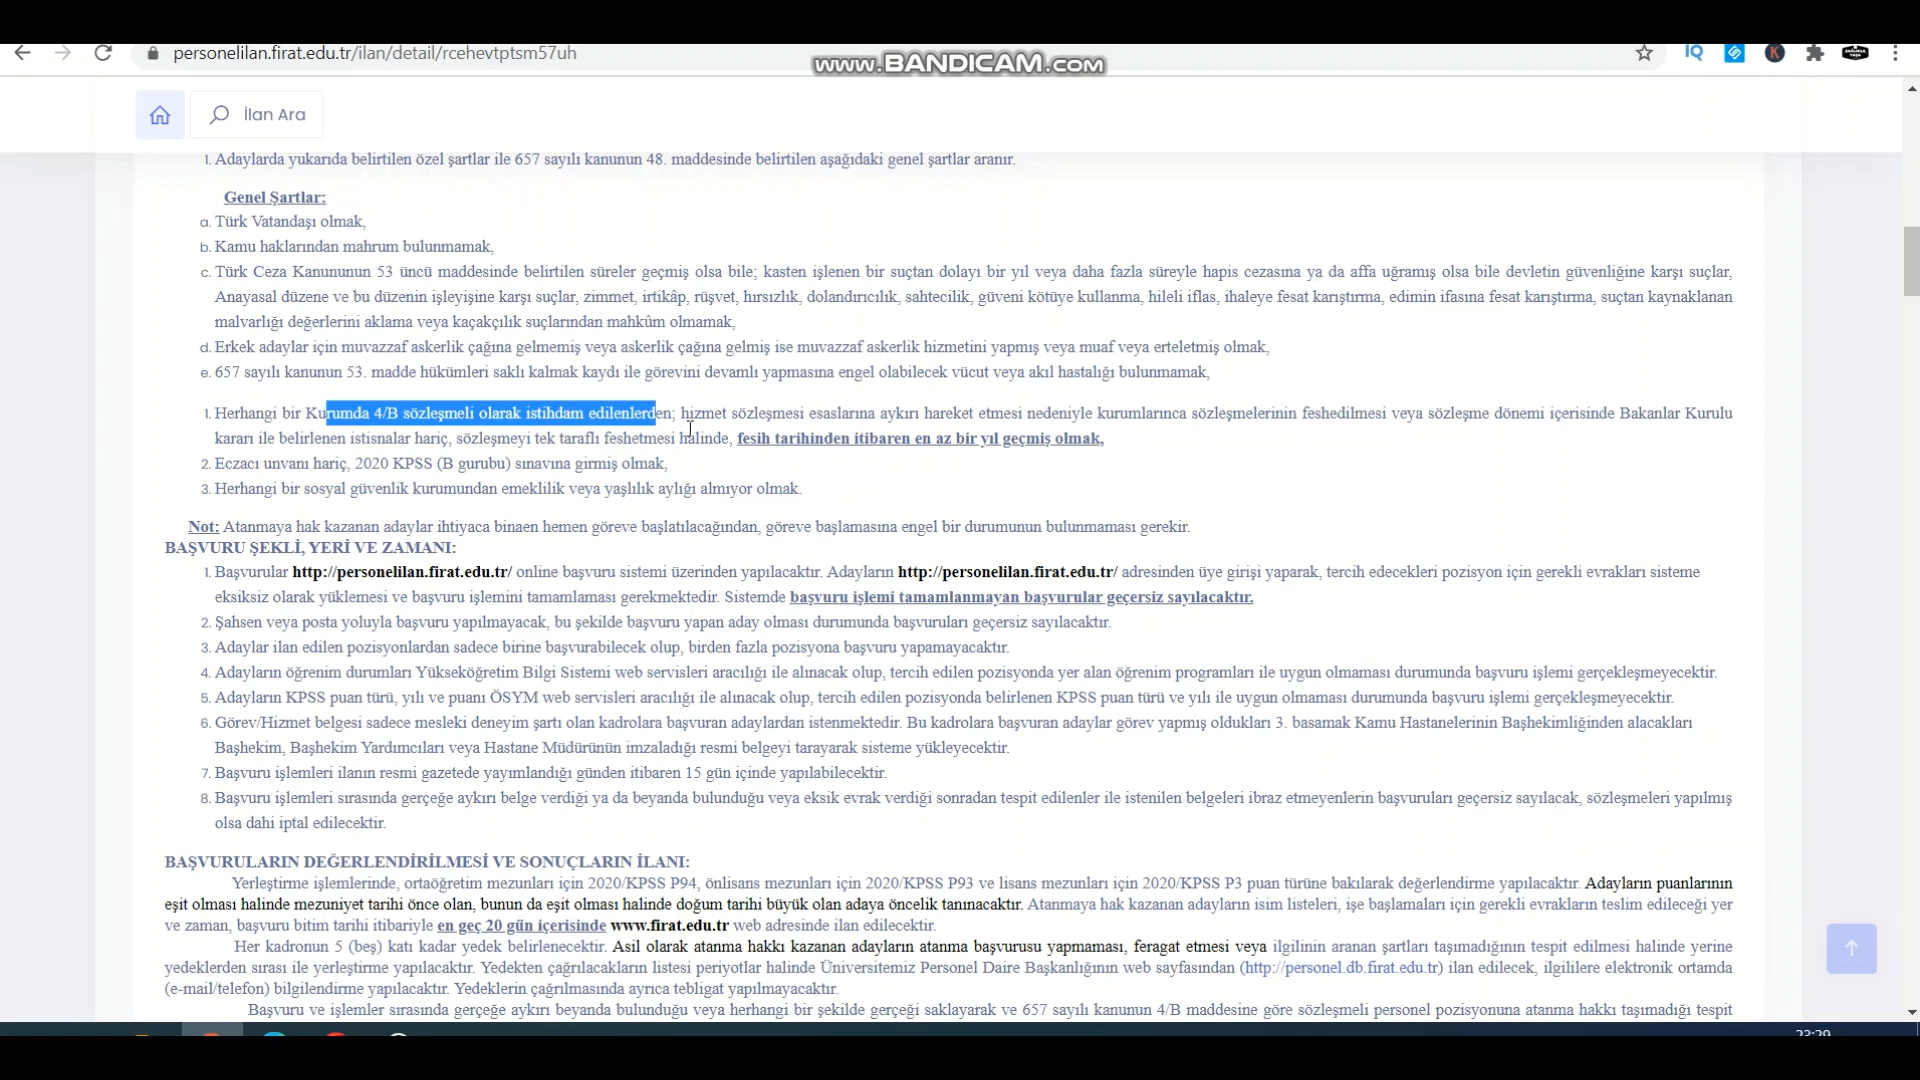 personelilan.firat.edu.tr/ilan/detail/rcehevtptsm57uh
www.BANDICAM.com
İlan Ara
1. Adaylarda yukarıda belirtilen özel şartlar ile 657 sayılı kanunun 48. maddesinde belirtilen aşağıdaki genel şartlar aranır.
Genel Şartlar:
a. Türk Vatandaşı olmak,
b. Kamu haklarından mahrum bulunmamak,
c. Türk Ceza Kanununun 53 üncü maddesinde belirtilen süreler geçmiş olsa bile; kasten işlenen bir suçtan dolayı bir yıl veya daha fazla süreyle hapis cezasına ya da affa uğramış olsa bile devletin güvenliğine karşı suçlar,
Anayasal düzene ve bu düzenin işleyişine karşı suçlar, zimmet, irtikâp, rüşvet, hırsızlık, dolandırıcılık, sahtecilik, güveni kötüye kullanma, hileli iflas, ihaleye fesat karıştırma, edimin ifasına fesat karıştırma, suçtan kaynaklanan
malvarlığı değerlerini aklama veya kaçakçılık suçlarından mahkûm olmamak,
d. Erkek adaylar için muvazzaf askerlik çağına gelmemiş veya askerlik çağına gelmiş ise muvazzaf askerlik hizmetini yapmış veya muaf veya erteletmiş olmak,
e. 657 sayılı kanunun 53. madde hükümleri saklı kalmak kaydı ile görevini devamlı yapmasına engel olabilecek vücut veya akıl hastalığı bulunmamak,
1. Herhangi bir Kurumda 4/B sözleşmeli olarak istihdam edilenlerden; hizmet sözleşmesi esaslarına aykırı hareket etmesi nedeniyle kurumlarınca sözleşmelerinin feshedilmesi veya sözleşme dönemi içerisinde Bakanlar Kurulu
kararı ile belirlenen istisnalar hariç, sözleşmeyi tek taraflı feshetmesi halinde, fesih tarihinden itibaren en az bir yıl geçmiş olmak,
2. Eczacı unvanı hariç, 2020 KPSS (B gurubu) sınavına girmiş olmak,
3. Herhangi bir sosyal güvenlik kurumundan emeklilik veya yaşlılık aylığı almıyor olmak.
Not: Atanmaya hak kazanan adaylar ihtiyaca binaen hemen göreve başlatılacağından, göreve başlamasına engel bir durumunun bulunmaması gerekir.
BAŞVURU ŞEKLİ, YERİ VE ZAMANI:
1. Başvurular http://personelilan.firat.edu.tr/ online başvuru sistemi üzerinden yapılacaktır. Adayların http://personelilan.firat.edu.tr/ adresinden üye girişi yaparak, tercih edecekleri pozisyon için gerekli evrakları sisteme
eksiksiz olarak yüklemesi ve başvuru işlemini tamamlaması gerekmektedir. Sistemde başvuru işlemi tamamlanmayan başvurular geçersiz sayılacaktır.
2. Şahsen veya posta yoluyla başvuru yapılmayacak, bu şekilde başvuru yapan aday olması durumunda başvuruları geçersiz sayılacaktır.
3. Adaylar ilan edilen pozisyonlardan sadece birine başvurabilecek olup, birden fazla pozisyona başvuru yapamayacaktır.
4. Adayların öğrenim durumları Yükseköğretim Bilgi Sistemi web servisleri aracılığı ile alınacak olup, tercih edilen pozisyonda yer alan öğrenim programları ile uygun olmaması durumunda başvuru işlemi gerçekleşmeyecektir.
5. Adayların KPSS puan türü, yılı ve puanı ÖSYM web servisleri aracılığı ile alınacak olup, tercih edilen pozisyonda belirlenen KPSS puan türü ve yılı ile uygun olmaması durumunda başvuru işlemi gerçekleşmeyecektir.
6. Görev/Hizmet belgesi sadece mesleki deneyim şartı olan kadrolara başvuran adaylardan istenmektedir. Bu kadrolara başvuran adaylar görev yapmış oldukları 3. basamak Kamu Hastanelerinin Başhekimliğinden alacakları
Başhekim, Başhekim Yardımcıları veya Hastane Müdürünün imzaladığı resmi belgeyi tarayarak sisteme yükleyecektir.
7. Başvuru işlemleri ilanın resmi gazetede yayımlandığı günden itibaren 15 gün içinde yapılabilecektir.
8. Başvuru işlemleri sırasında gerçeğe aykırı belge verdiği ya da beyanda bulunduğu veya eksik evrak verdiği sonradan tespit edilenler ile istenilen belgeleri ibraz etmeyenlerin başvuruları geçersiz sayılacak, sözleşmeleri yapılmış
olsa dahi iptal edilecektir.
BAŞVURULARIN DEĞERLENDİRİLMESİ VE SONUÇLARIN İLANI:
Yerleştirme işlemlerinde, ortaöğretim mezunları için 2020/KPSS P94, önlisans mezunları için 2020/KPSS P93 ve lisans mezunları için 2020/KPSS P3 puan türüne bakılarak değerlendirme yapılacaktır. Adayların puanlarının
eşit olması halinde mezuniyet tarihi önce olan, bunun da eşit olması halinde doğum tarihi büyük olan adaya öncelik tanınacaktır. Atanmaya hak kazanan adayların isim listeleri, işe başlamaları için gerekli evrakların teslim edileceği yer
ve zaman, başvuru bitim tarihi itibariyle en geç 20 gün içerisinde www.firat.edu.tr web adresinde ilan edilecektir.
Her kadronun 5 (beş) katı kadar yedek belirlenecektir. Asil olarak atanma hakkı kazanan adayların atanma başvurusu yapmaması, feragat etmesi veya ilgilinin aranan şartları taşımadığının tespit edilmesi halinde yerine
yedeklerden sırası ile yerleştirme yapılacaktır. Yedekten çağrılacakların listesi periyotlar halinde Üniversitemiz Personel Daire Başkanlığının web sayfasından (http://personel.db.firat.edu.tr) ilan edilecek, ilgililere elektronik ortamda
(e-mail/telefon) bilgilendirme yapılacaktır. Yedeklerin çağrılmasında ayrıca tebligat yapılmayacaktır.
Başvuru ve işlemler sırasında gerçeğe aykırı beyanda bulunduğu veya herhangi bir şekilde gerçeği saklayarak ve 657 sayılı kanunun 4/B maddesine göre sözleşmeli personel pozisyonuna atanma hakkı taşımadığı tespit